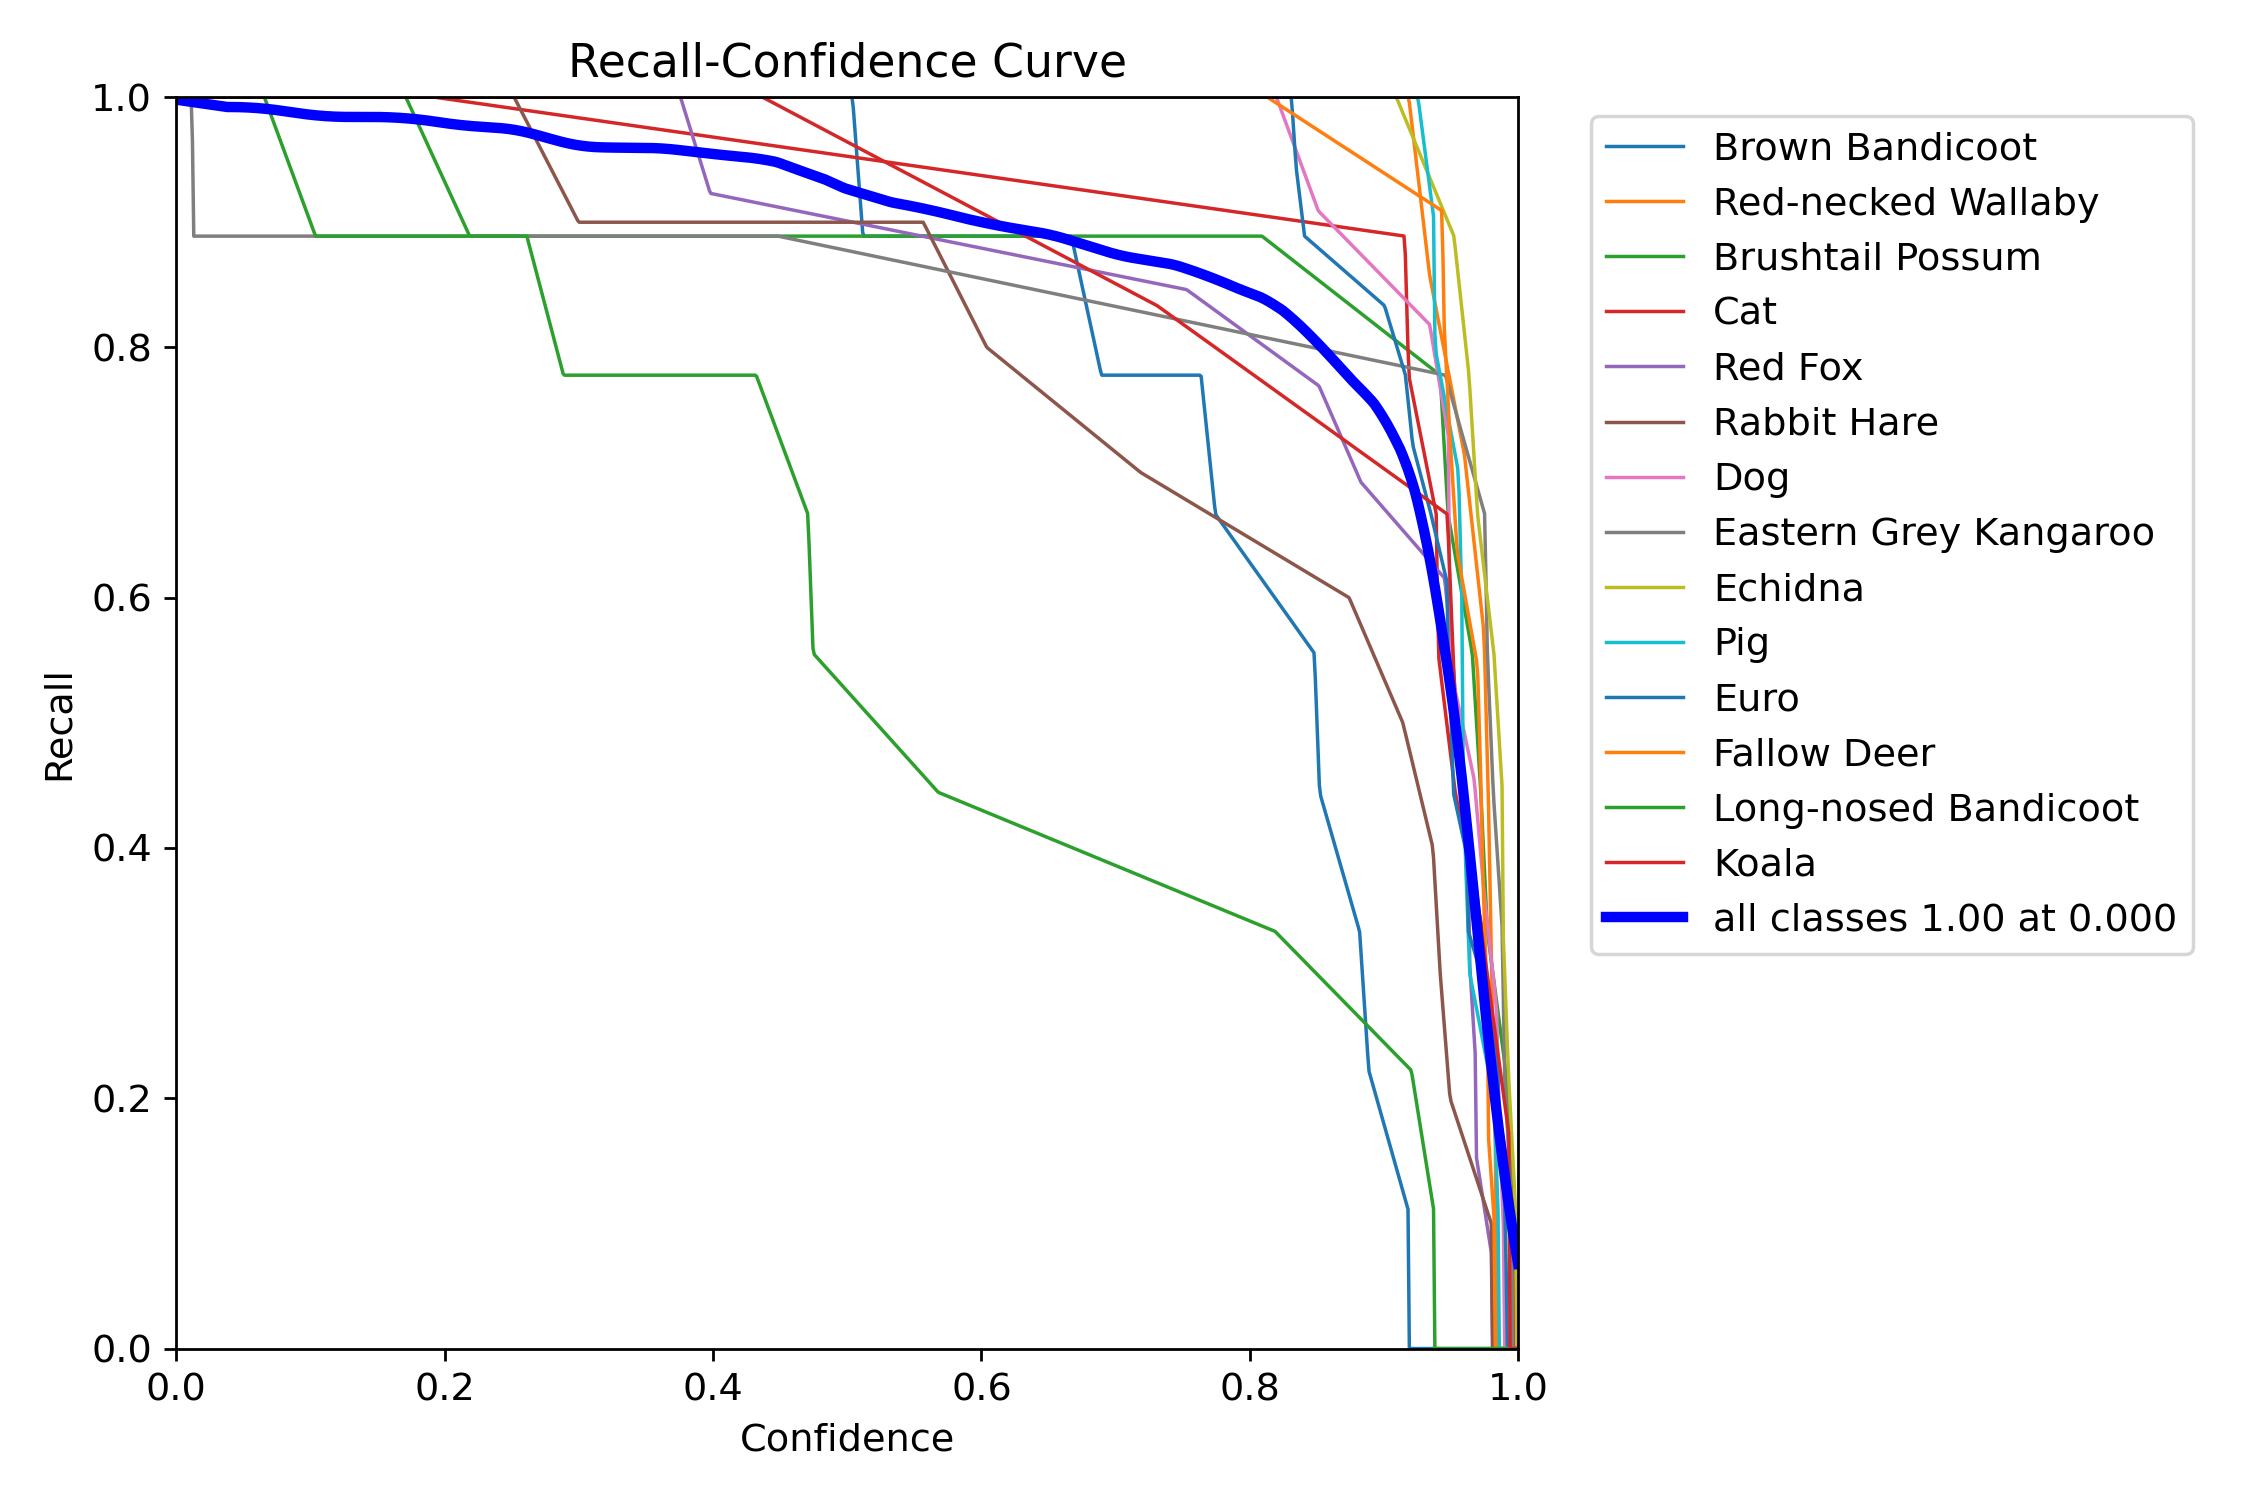 Recall-Confidence Curve
1.0
0.8
0.6
0.4
0.2
0.0
Recall
0.0 0.2 0.4 0.6 0.8 1.0
Confidence
Brown Bandicoot
Red-necked Wallaby
Brushtail Possum
Cat
Red Fox
Rabbit Hare
Dog
Eastern Grey Kangaroo
Echidna
Pig
Euro
Fallow Deer
Long-nosed Bandicoot
Koala
all classes 1.00 at 0.000